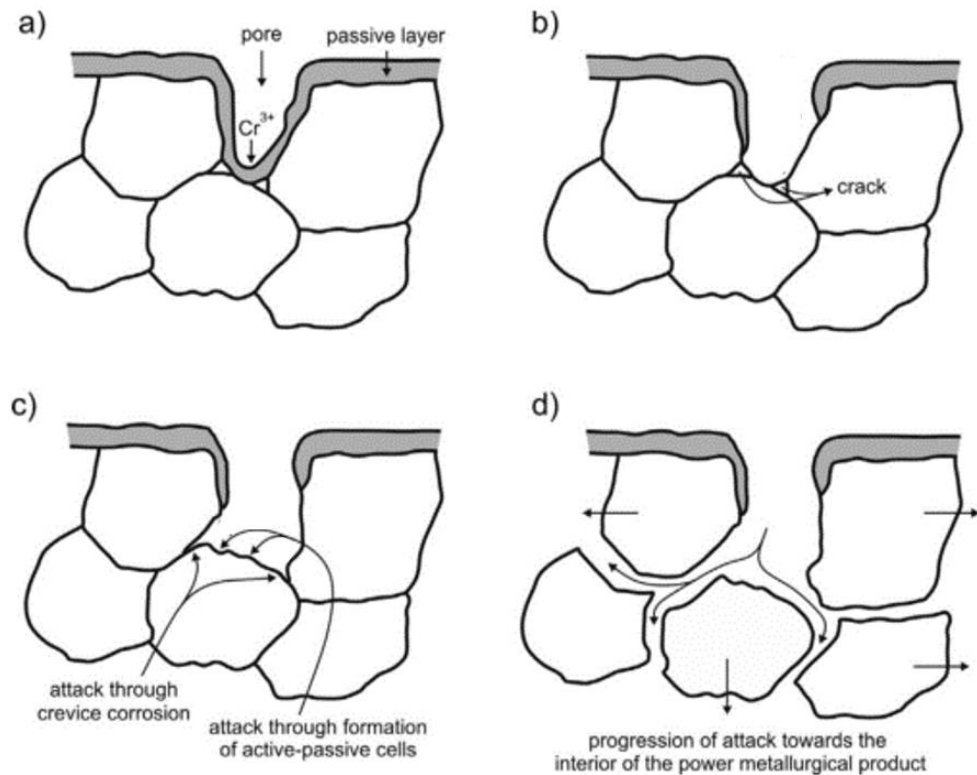 a)
pore
passive layer
Cr³⁺
b)
crack
c)
attack through
crevice corrosion
attack through formation
of active-passive cells
d)
progression of attack towards the
interior of the power metallurgical product